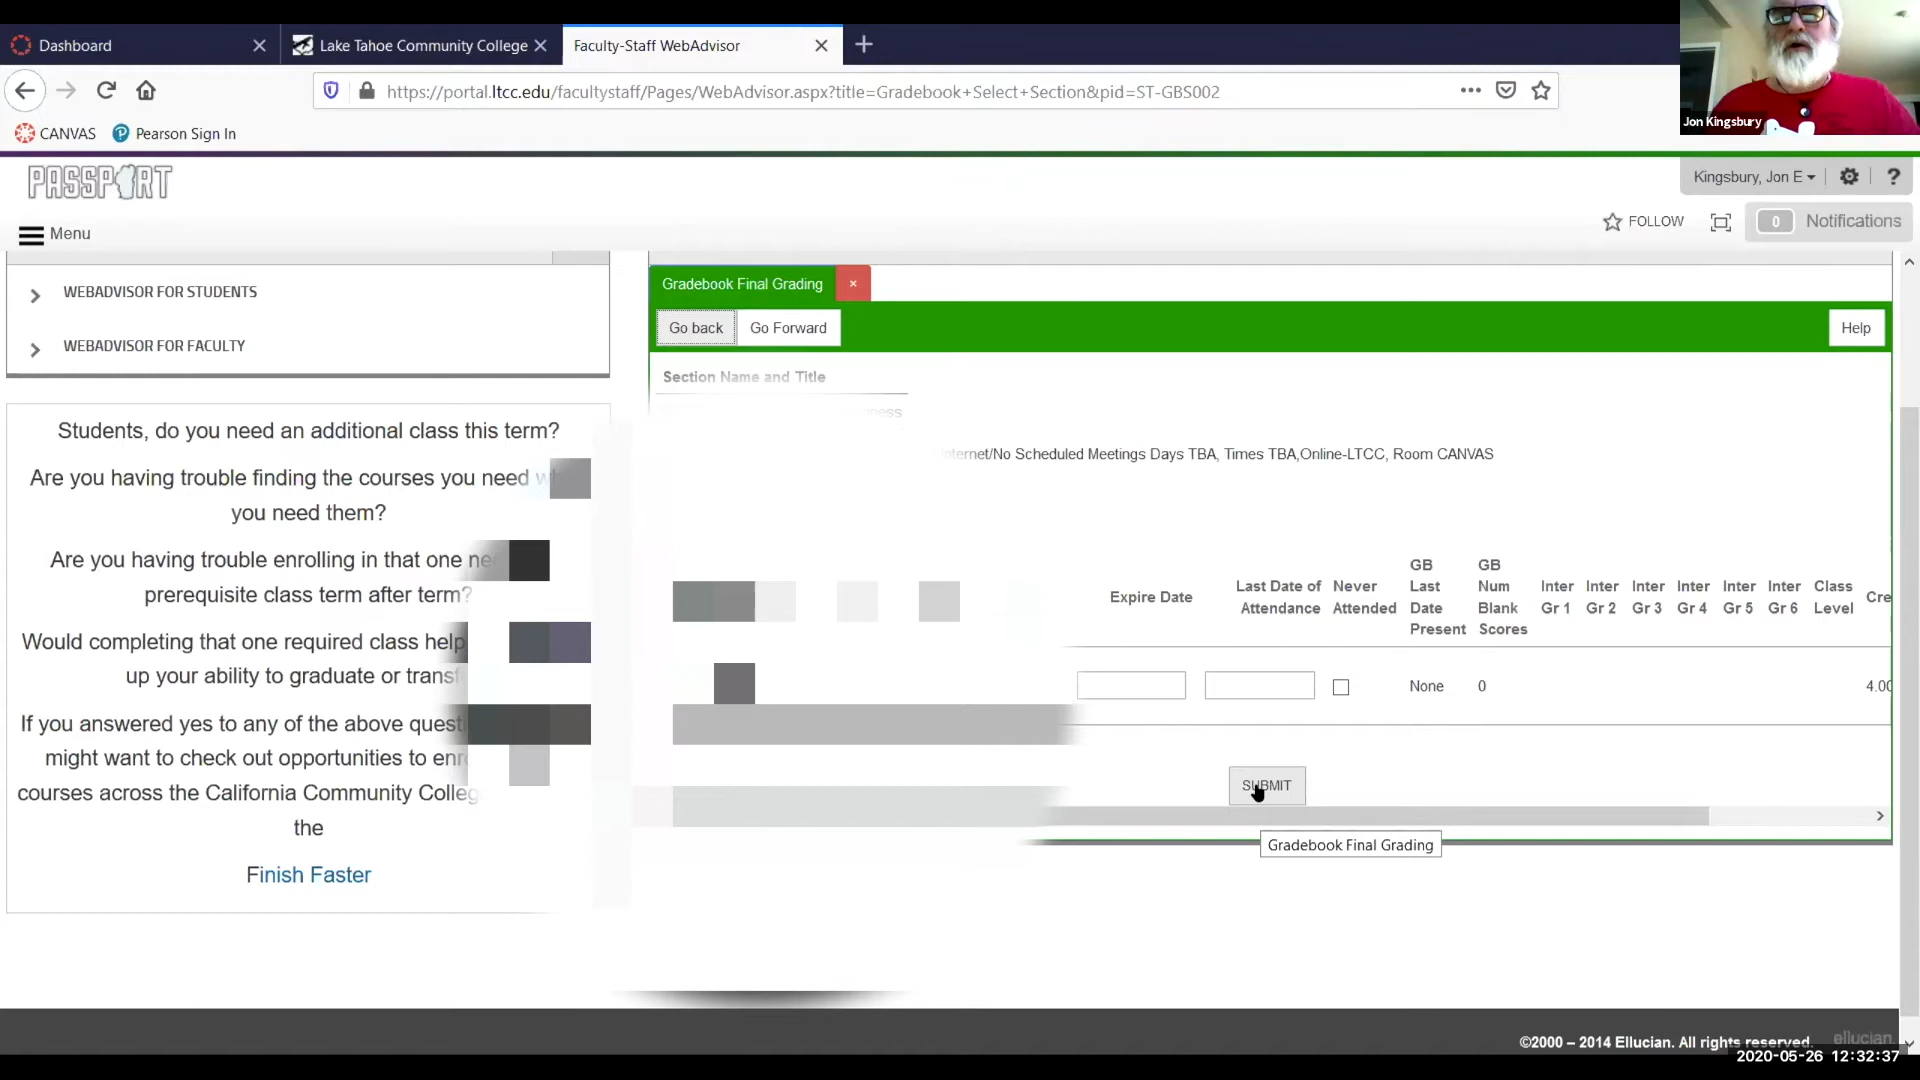 Dashboard
Lake Tahoe Community College
Faculty-Staff WebAdvisor
https://portal.ltcc.edu/facultystaff/Pages/WebAdvisor.aspx?title=Gradebook+Select+Section&pid=ST-GBS002
CANVAS
Pearson Sign In
Jon Kingsbury
PASSPORT
Kingsbury, Jon E
?
Menu
FOLLOW
0
Notifications
WEBADVISOR FOR STUDENTS
WEBADVISOR FOR FACULTY
Students, do you need an additional class this term?
Are you having trouble finding the courses you need
you need them?
Are you having trouble enrolling in that one
prerequisite class term after term?
Would completing that one required class help
up your ability to graduate or
If you answered yes to any of the above
might want to check out opportunities to
courses across the California Community
the
Finish Faster
Gradebook Final Grading
×
Go back
Go Forward
Help
Section Name and Title
Meetings Days TBA, Times TBA,Online-LTCC, Room CANVAS
Expire Date
Last Date of
Attendance
Never
Attended
GB
Last
Date
Present
GB
Num
Blank
Scores
Inter
Gr 1
Inter
Gr 2
Inter
Gr 3
Inter
Gr 4
Inter
Gr 5
Inter
Gr 6
Class
Level
Cre
None
0
4.00
SUBMIT
Gradebook Final Grading
©2000 – 2014 Ellucian. All rights reserved.
ellucian
2020-05-26 12:32:37